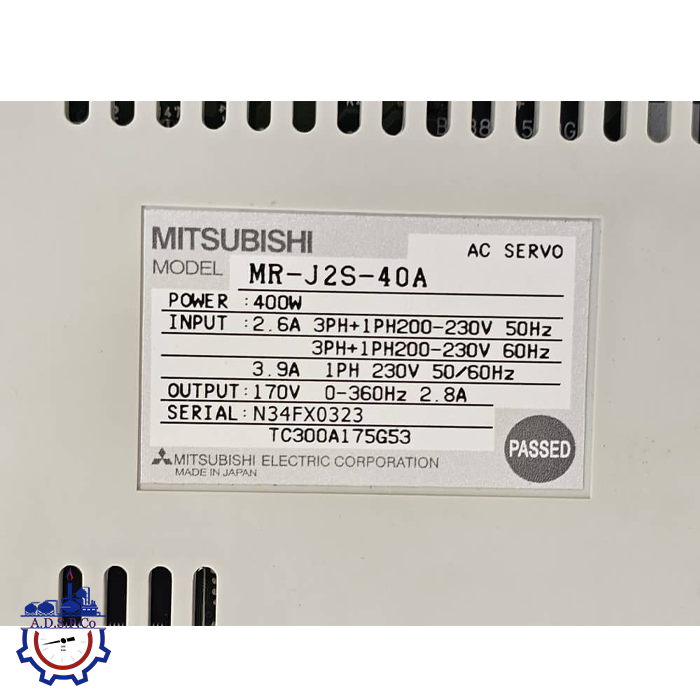 MITSUBISHI
AC SERVO
MODEL MR-J2S-40A
POWER :400W
INPUT :2.6A 3PH+1PH200-230V 50Hz
3PH+1PH200-230V 60Hz
3.9A 1PH 230V 50/60Hz
OUTPUT:170V 0-360Hz 2.8A
SERIAL:N34FX0323
TC300A175G53
PASSED
MITSUBISHI ELECTRIC CORPORATION
MADE IN JAPAN